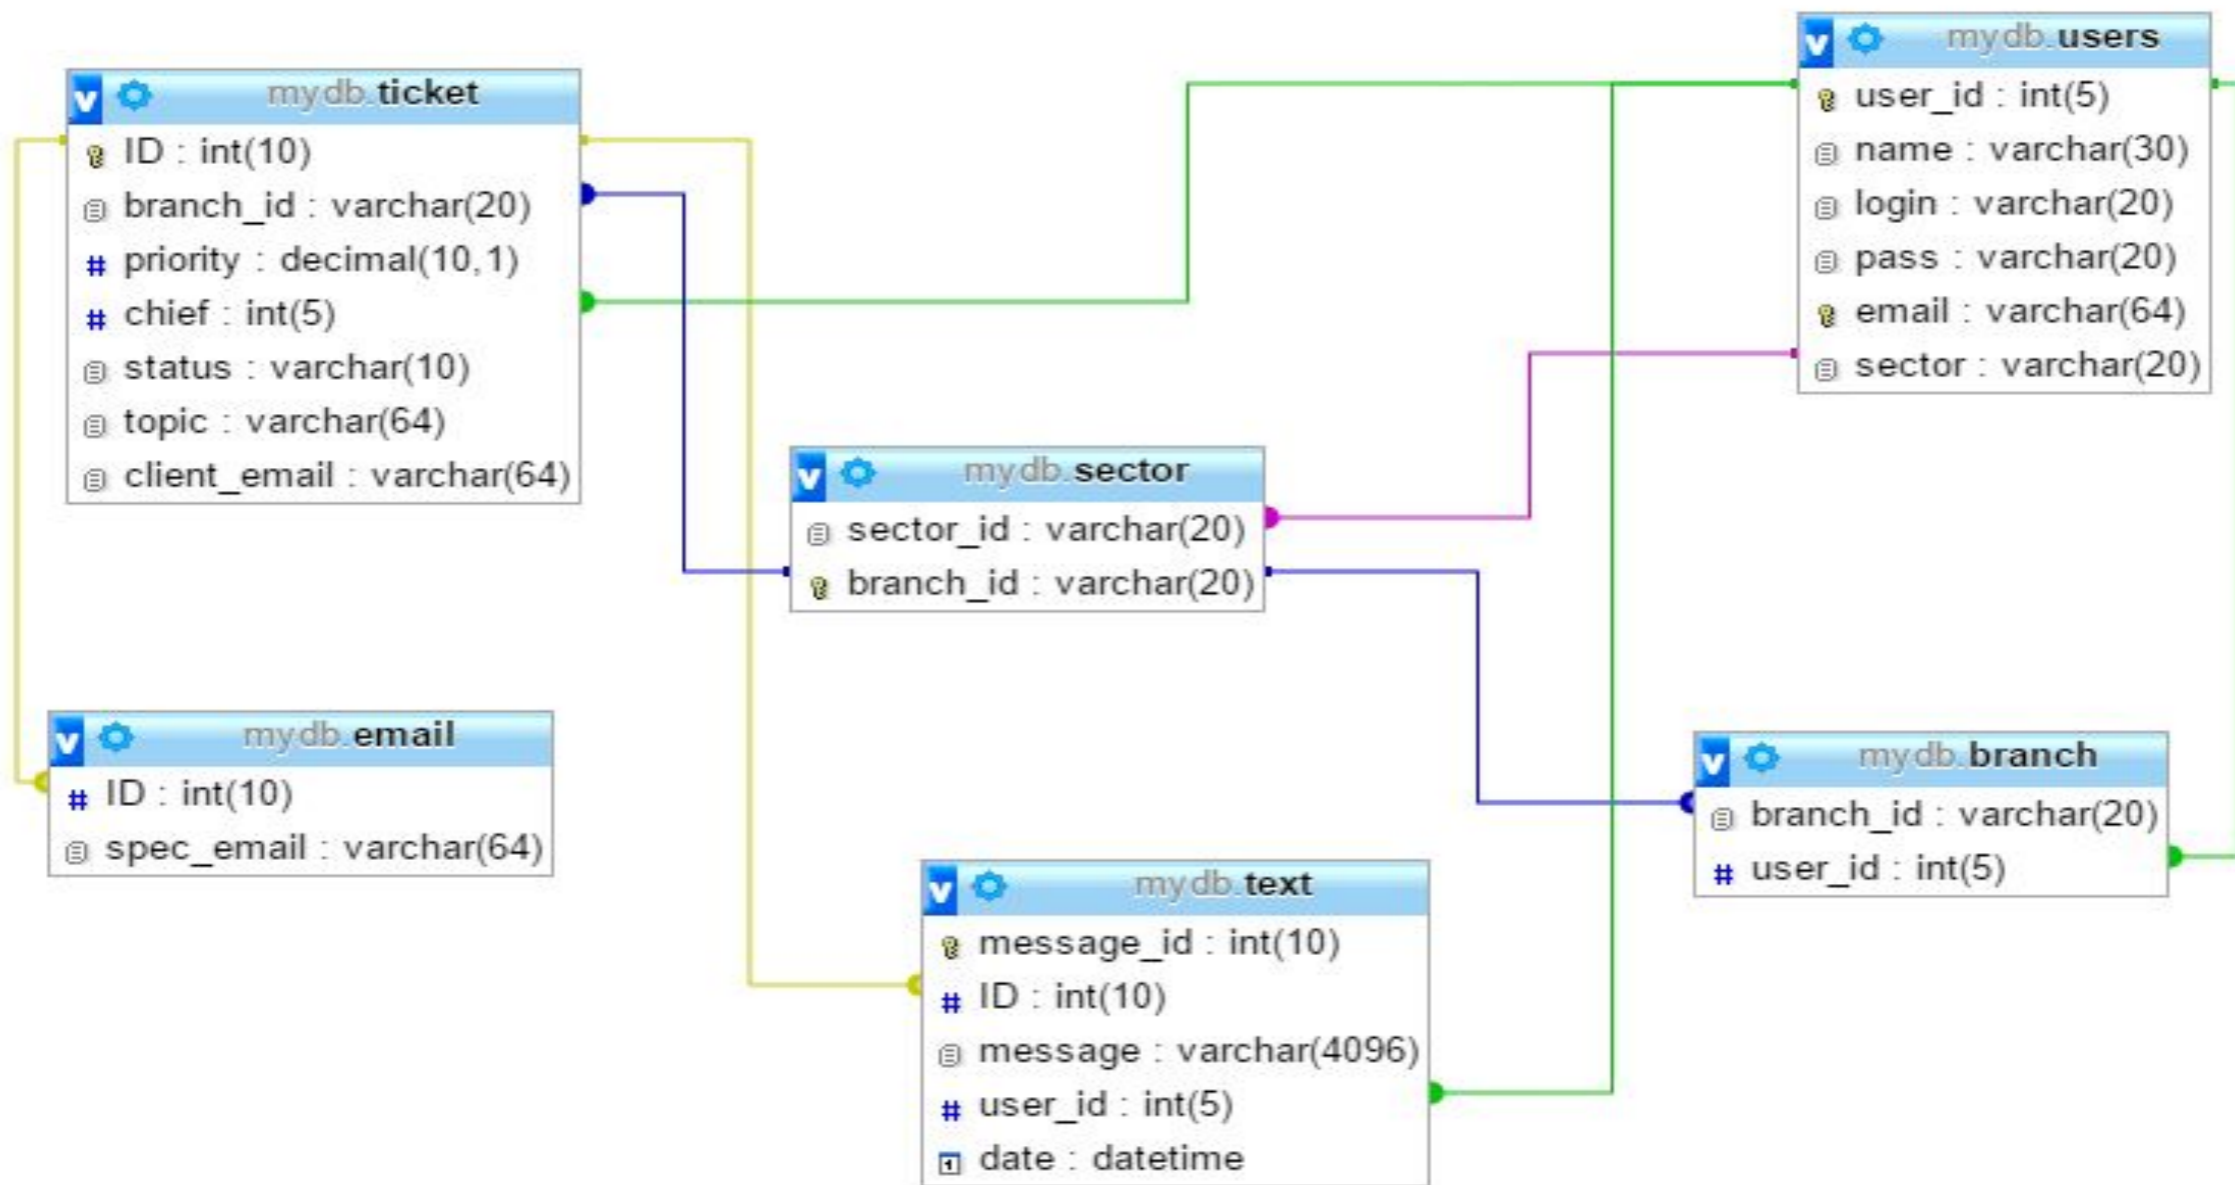 mydb.ticket
ID : int(10)
branch_id : varchar(20)
priority : decimal(10,1)
chief : int(5)
status : varchar(10)
topic : varchar(64)
client_email : varchar(64)
mydb.users
user_id : int(5)
name : varchar(30)
login : varchar(20)
pass : varchar(20)
email : varchar(64)
sector : varchar(20)
mydb.sector
sector_id : varchar(20)
branch_id : varchar(20)
mydb.email
ID : int(10)
spec_email : varchar(64)
mydb.text
message_id : int(10)
ID : int(10)
message : varchar(4096)
user_id : int(5)
date : datetime
mydb.branch
branch_id : varchar(20)
user_id : int(5)